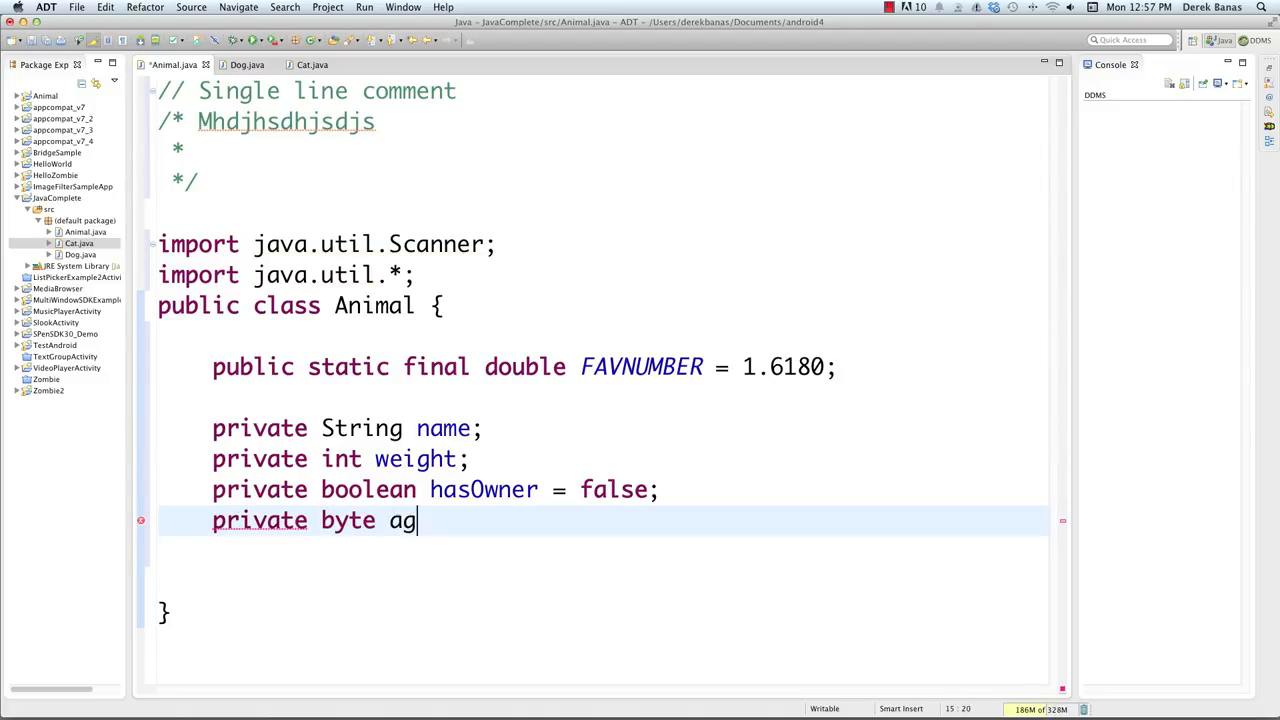 ADT File Edit Refactor Source Navigate Search Project Run Window Help 10 Mon 12:57 PM Derek Banas
Java – JavaComplete/src/Animal.java – ADT – /Users/derekbanas/Documents/android4
Quick Access Java DDMS
Package Exp
*Animal.java Dog.java Cat.java
Console
DDMS
Animal
appcompat_v7
appcompat_v7_2
appcompat_v7_3
appcompat_v7_4
BridgeSample
HelloWorld
HelloZombie
ImageFilterSampleApp
JavaComplete
src
(default package)
Animal.java
Cat.java
Dog.java
JRE System Library [Ja
ListPickerExample2Activi
MediaBrowser
MultiWindowSDKExample
MusicPlayerActivity
SlookActivity
SPenSDK30_Demo
TestAndroid
TextGroupActivity
VideoPlayerActivity
Zombie
Zombie2
// Single line comment
/* Mhdjhsdhjsdjs
*
*/
import java.util.Scanner;
import java.util.*;
public class Animal {
public static final double FAVNUMBER = 1.6180;
private String name;
private int weight;
private boolean hasOwner = false;
private byte ag
}
Writable Smart Insert 15 : 20 186M of 328M